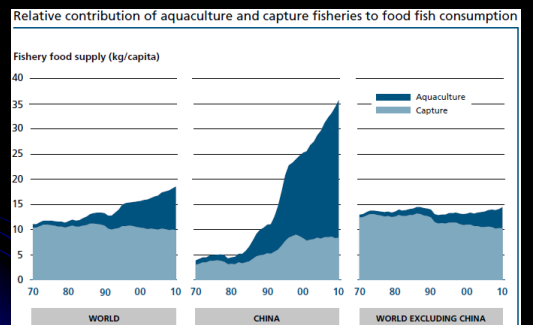 Relative contribution of aquaculture and capture fisheries to food fish consumption
Fishery food supply (kg/capita)
40
35
30
25
20
15
10
5
0
Aquaculture
Capture
70 80 90 00 10 70 80 90 00 10 70 80 90 00 10
WORLD CHINA WORLD EXCLUDING CHINA